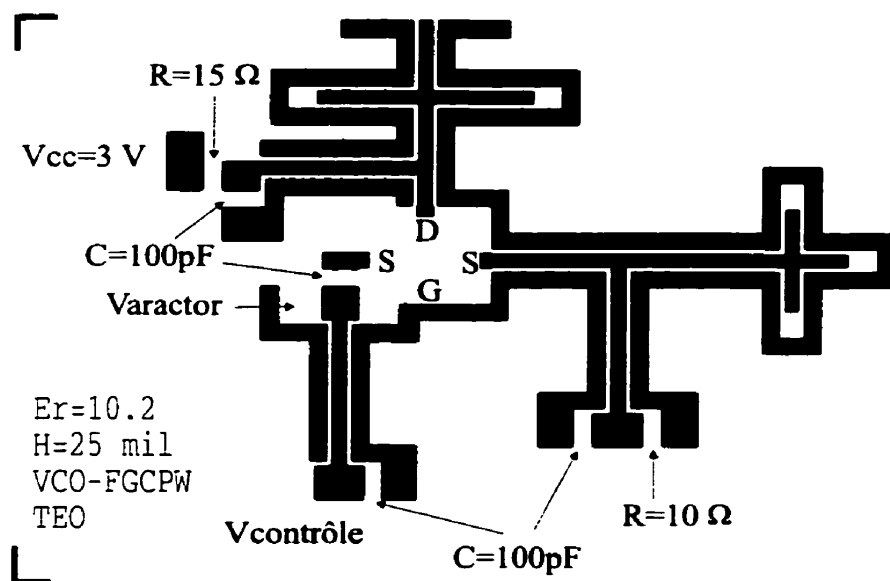 R=15 Ω
Vcc=3 V
D
C=100pF
S
S
G
Varactor
Er=10.2
H=25 mil
VCO-FGCPW
TEO
Vcontrôle
R=10 Ω
C=100pF